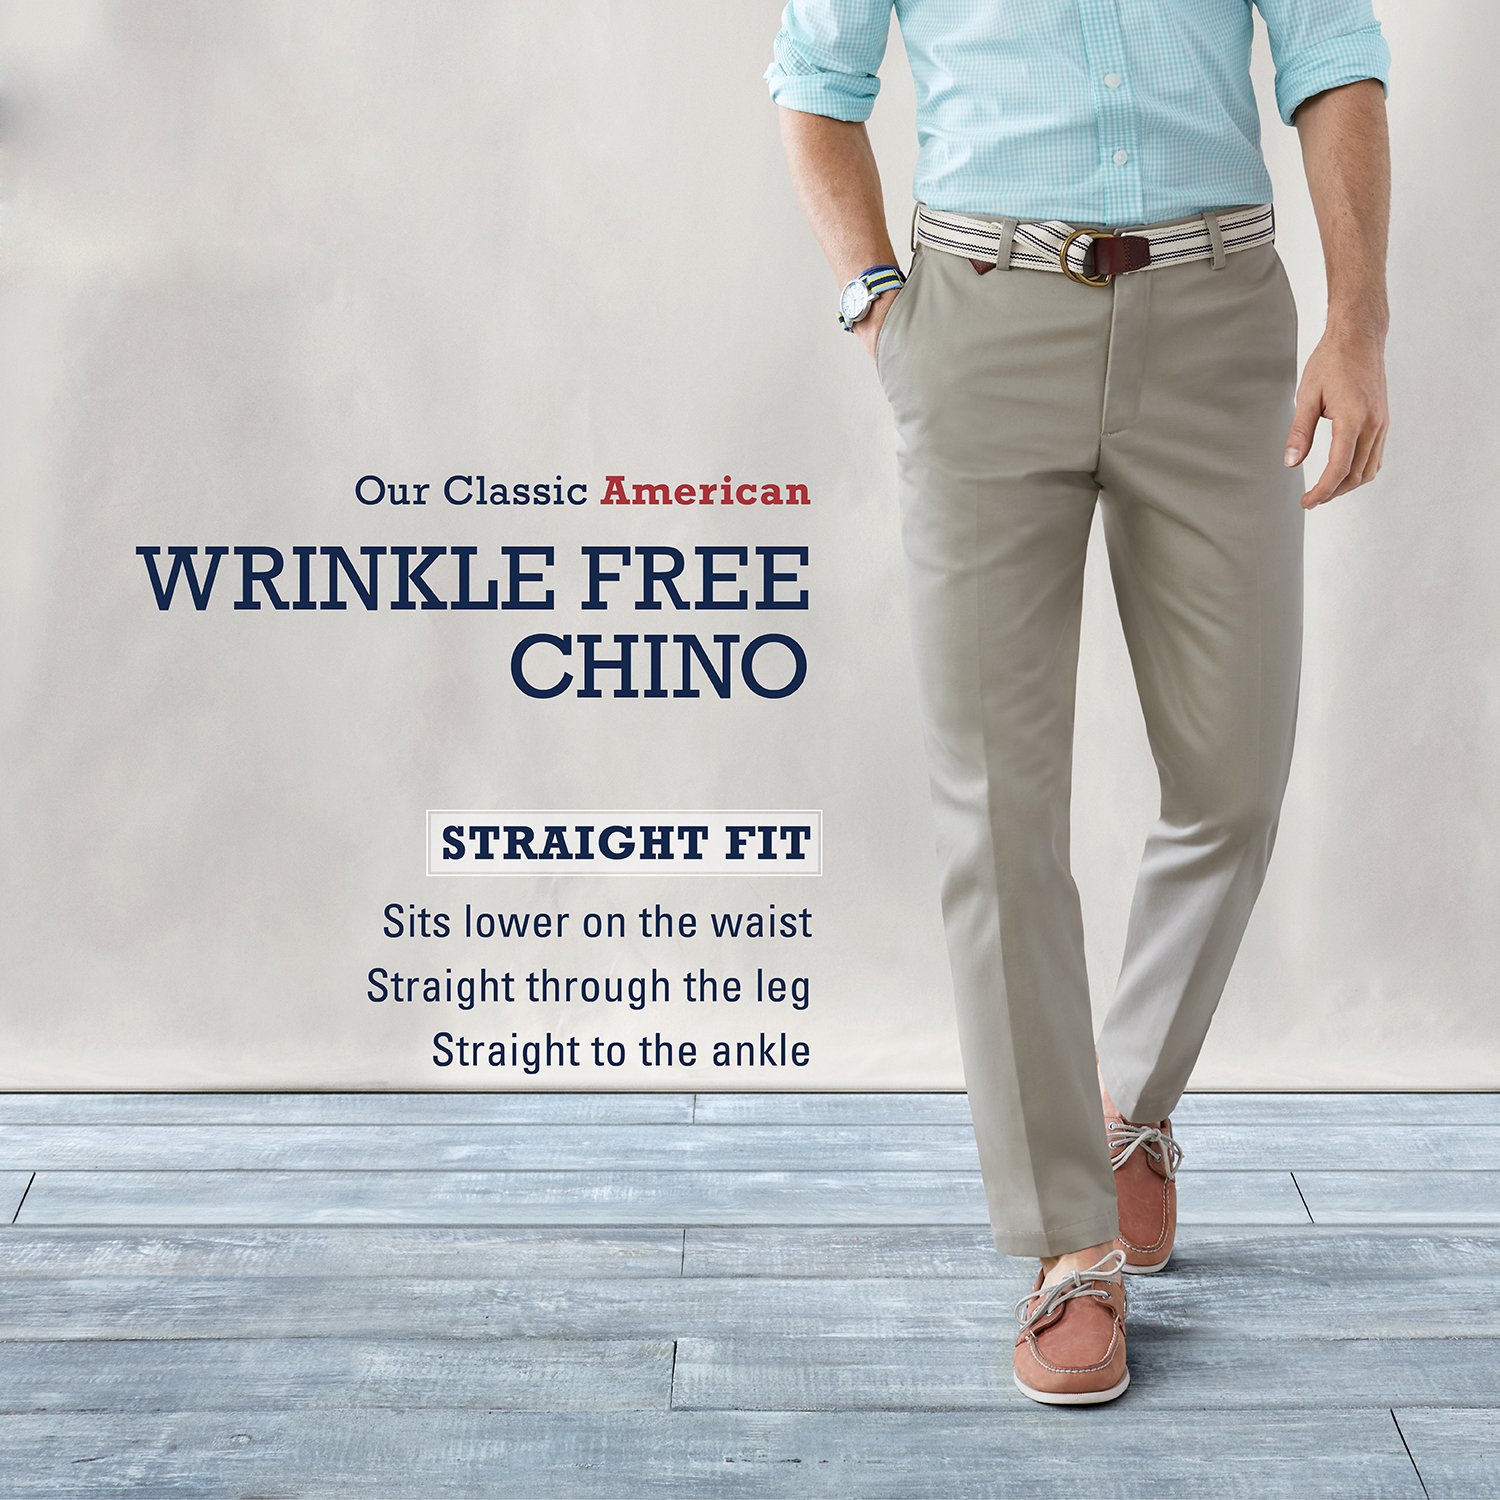 Our Classic American
WRINKLE FREE
CHINO
STRAIGHT FIT
Sits lower on the waist
Straight through the leg
Straight to the ankle